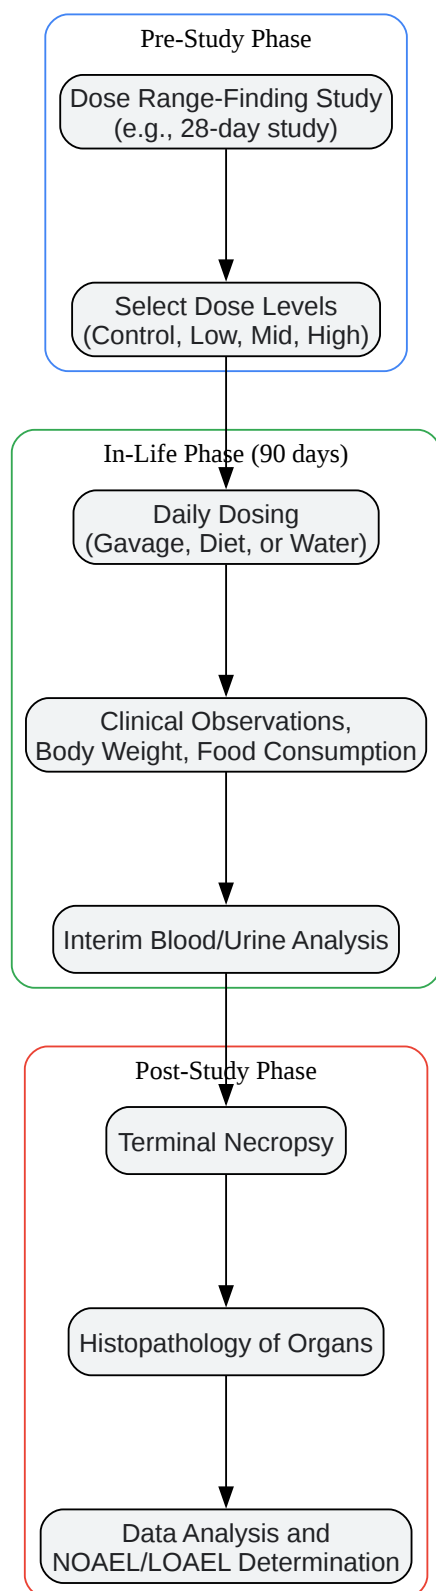 Pre-Study Phase
Dose Range-Finding Study
(e.g., 28-day study)
Select Dose Levels
(Control, Low, Mid, High)
In-Life Phase (90 days)
Daily Dosing
(Gavage, Diet, or Water)
Clinical Observations,
Body Weight, Food Consumption
Interim Blood/Urine Analysis
Post-Study Phase
Terminal Necropsy
Histopathology of Organs
Data Analysis and
NOAEL/LOAEL Determination